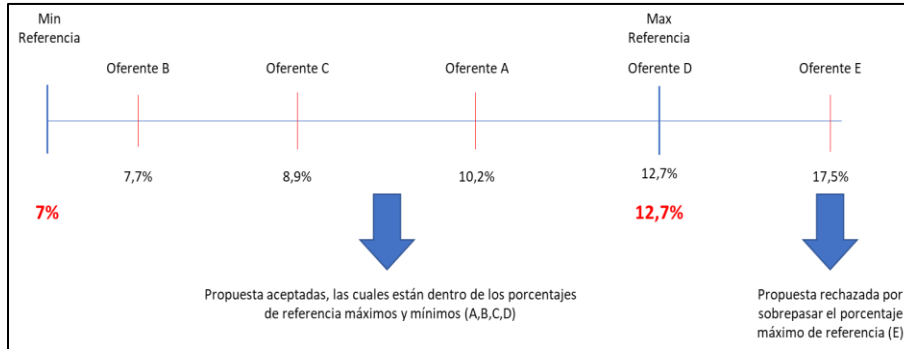 Min
Referencia
Max
Referencia
Oferente B
Oferente C
Oferente A
Oferente D
Oferente E
7,7%
8,9%
10,2%
12,7%
17,5%
7%
12,7%
Propuesta aceptadas, las cuales están dentro de los porcentajes
de referencia máximos y mínimos (A,B,C,D)
Propuesta rechazada por
sobrepasar el porcentaje
máximo de referencia (E)